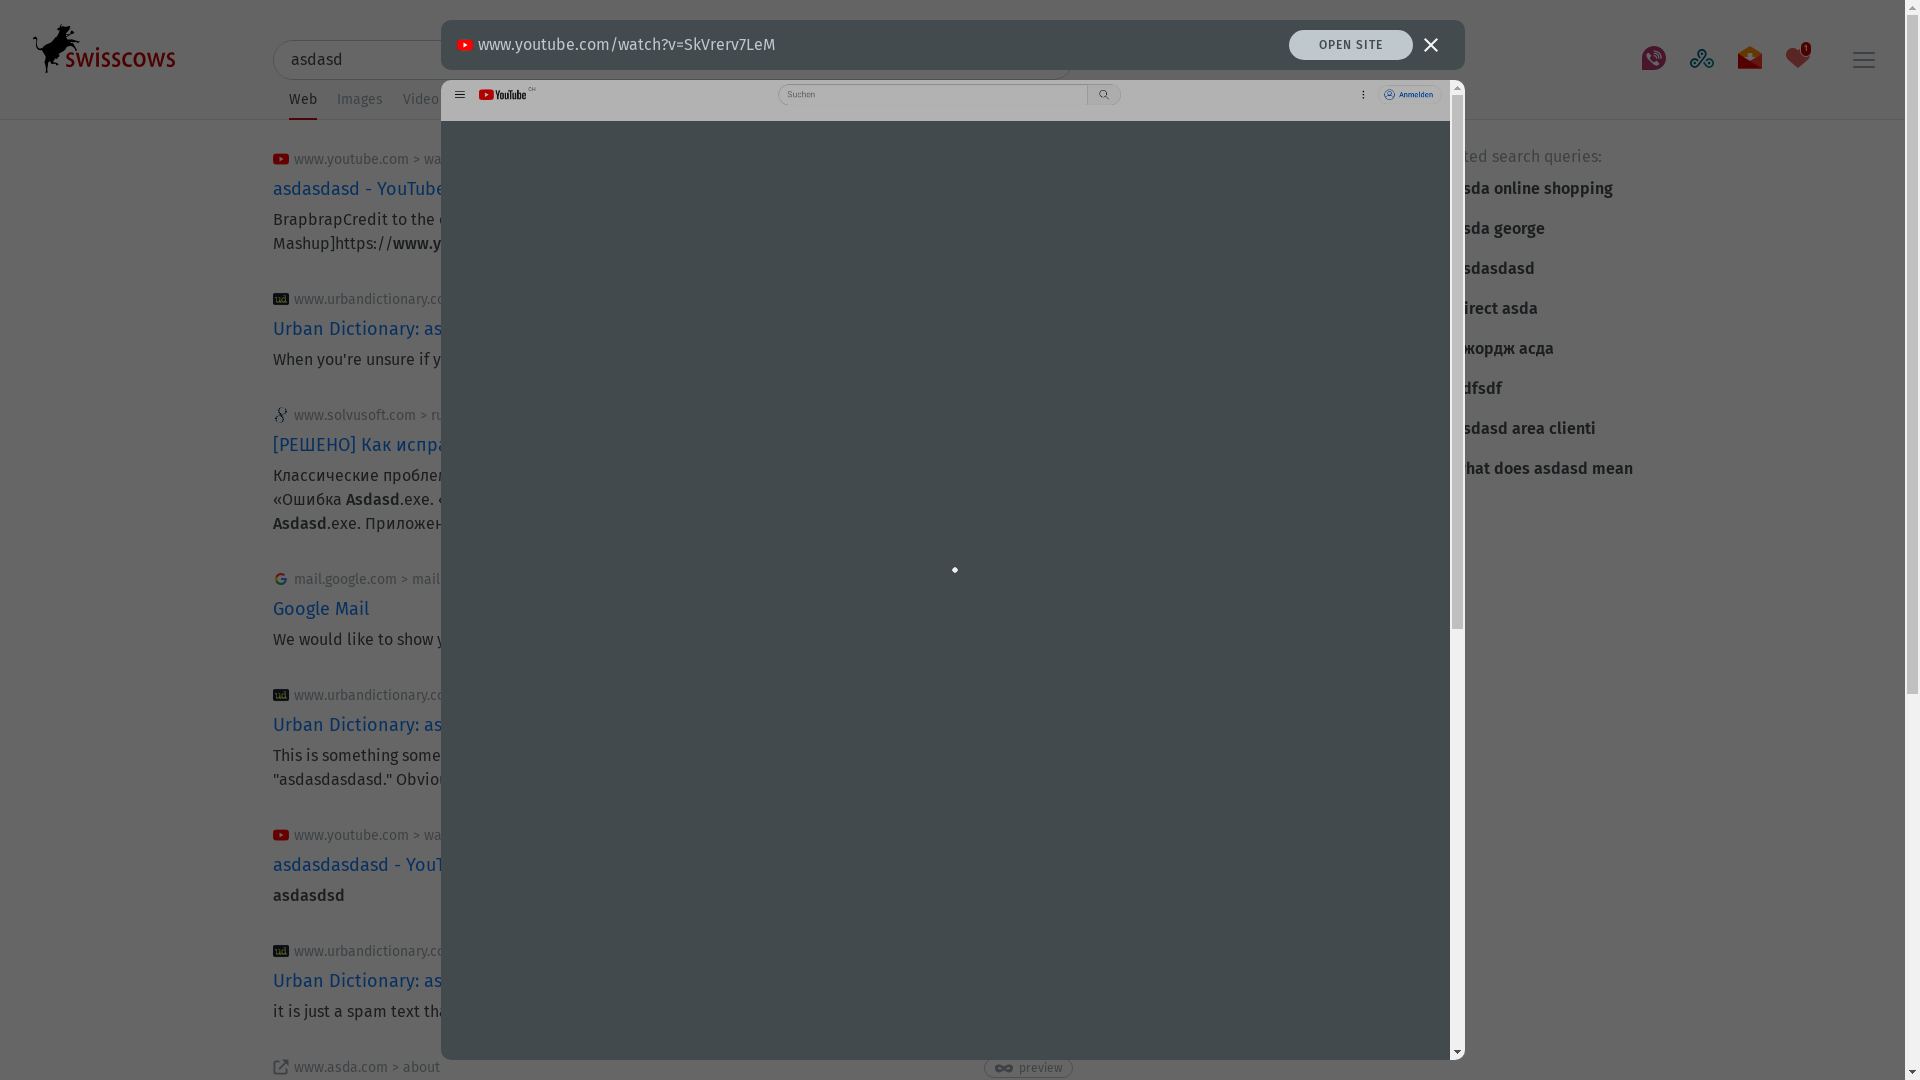 www.youtube.com/watch?v=SkVrerv7LeM
OPEN SITE
swisscows
asdasd
1
Web Images Video
YouTube CH
Suchen
Anmelden
www.youtube.com > wa
asdasdasd - YouTube
BrapbrapCredit to the
Mashup]https://www.y
www.urbandictionary.co
Urban Dictionary: as
When you're unsure if y
www.solvusoft.com > ru
[РЕШЕНО] Как испра
Классические проблем
«Ошибка Asdasd.exe.
Asdasd.exe. Приложен
mail.google.com > mail
Google Mail
We would like to show y
www.urbandictionary.co
Urban Dictionary: as
This is something some
"asdasdasdasd." Obviou
www.youtube.com > wa
asdasdasdasd - YouT
asdasdsd
www.urbandictionary.co
Urban Dictionary: as
it is just a spam text tha
www.asda.com > about
preview
ted search queries:
sda online shopping
sda george
sdasdasd
irect asda
жордж асда
dfsdf
sdasd area clienti
hat does asdasd mean